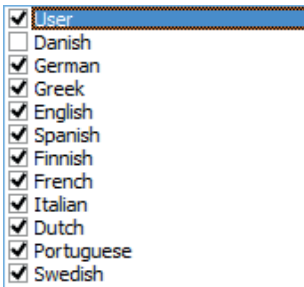 User
Danish
German
Greek
English
Spanish
Finnish
French
Italian
Dutch
Portuguese
Swedish